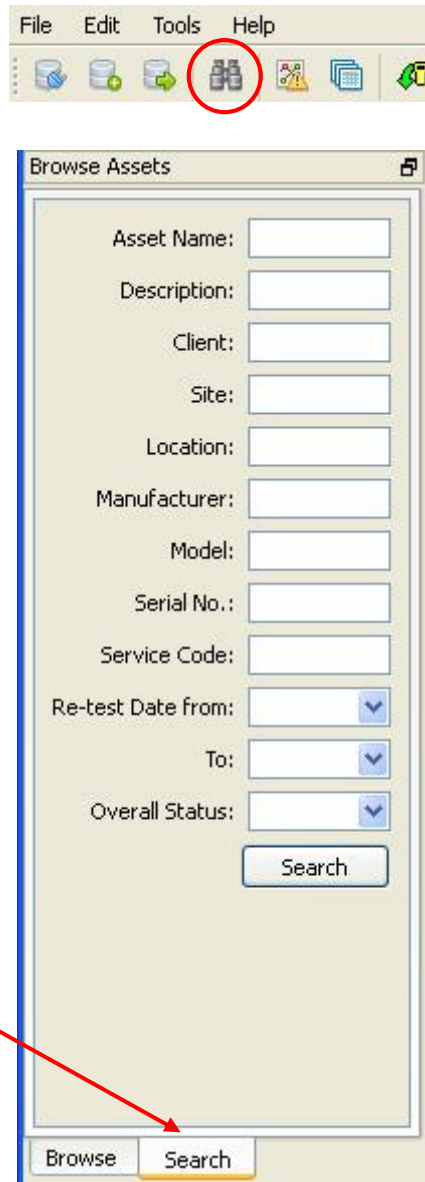 File Edit Tools Help
Browse Assets
Asset Name:
Description:
Client:
Site:
Location:
Manufacturer:
Model:
Serial No.:
Service Code:
Re-test Date from:
To:
Overall Status:
Search
Browse Search